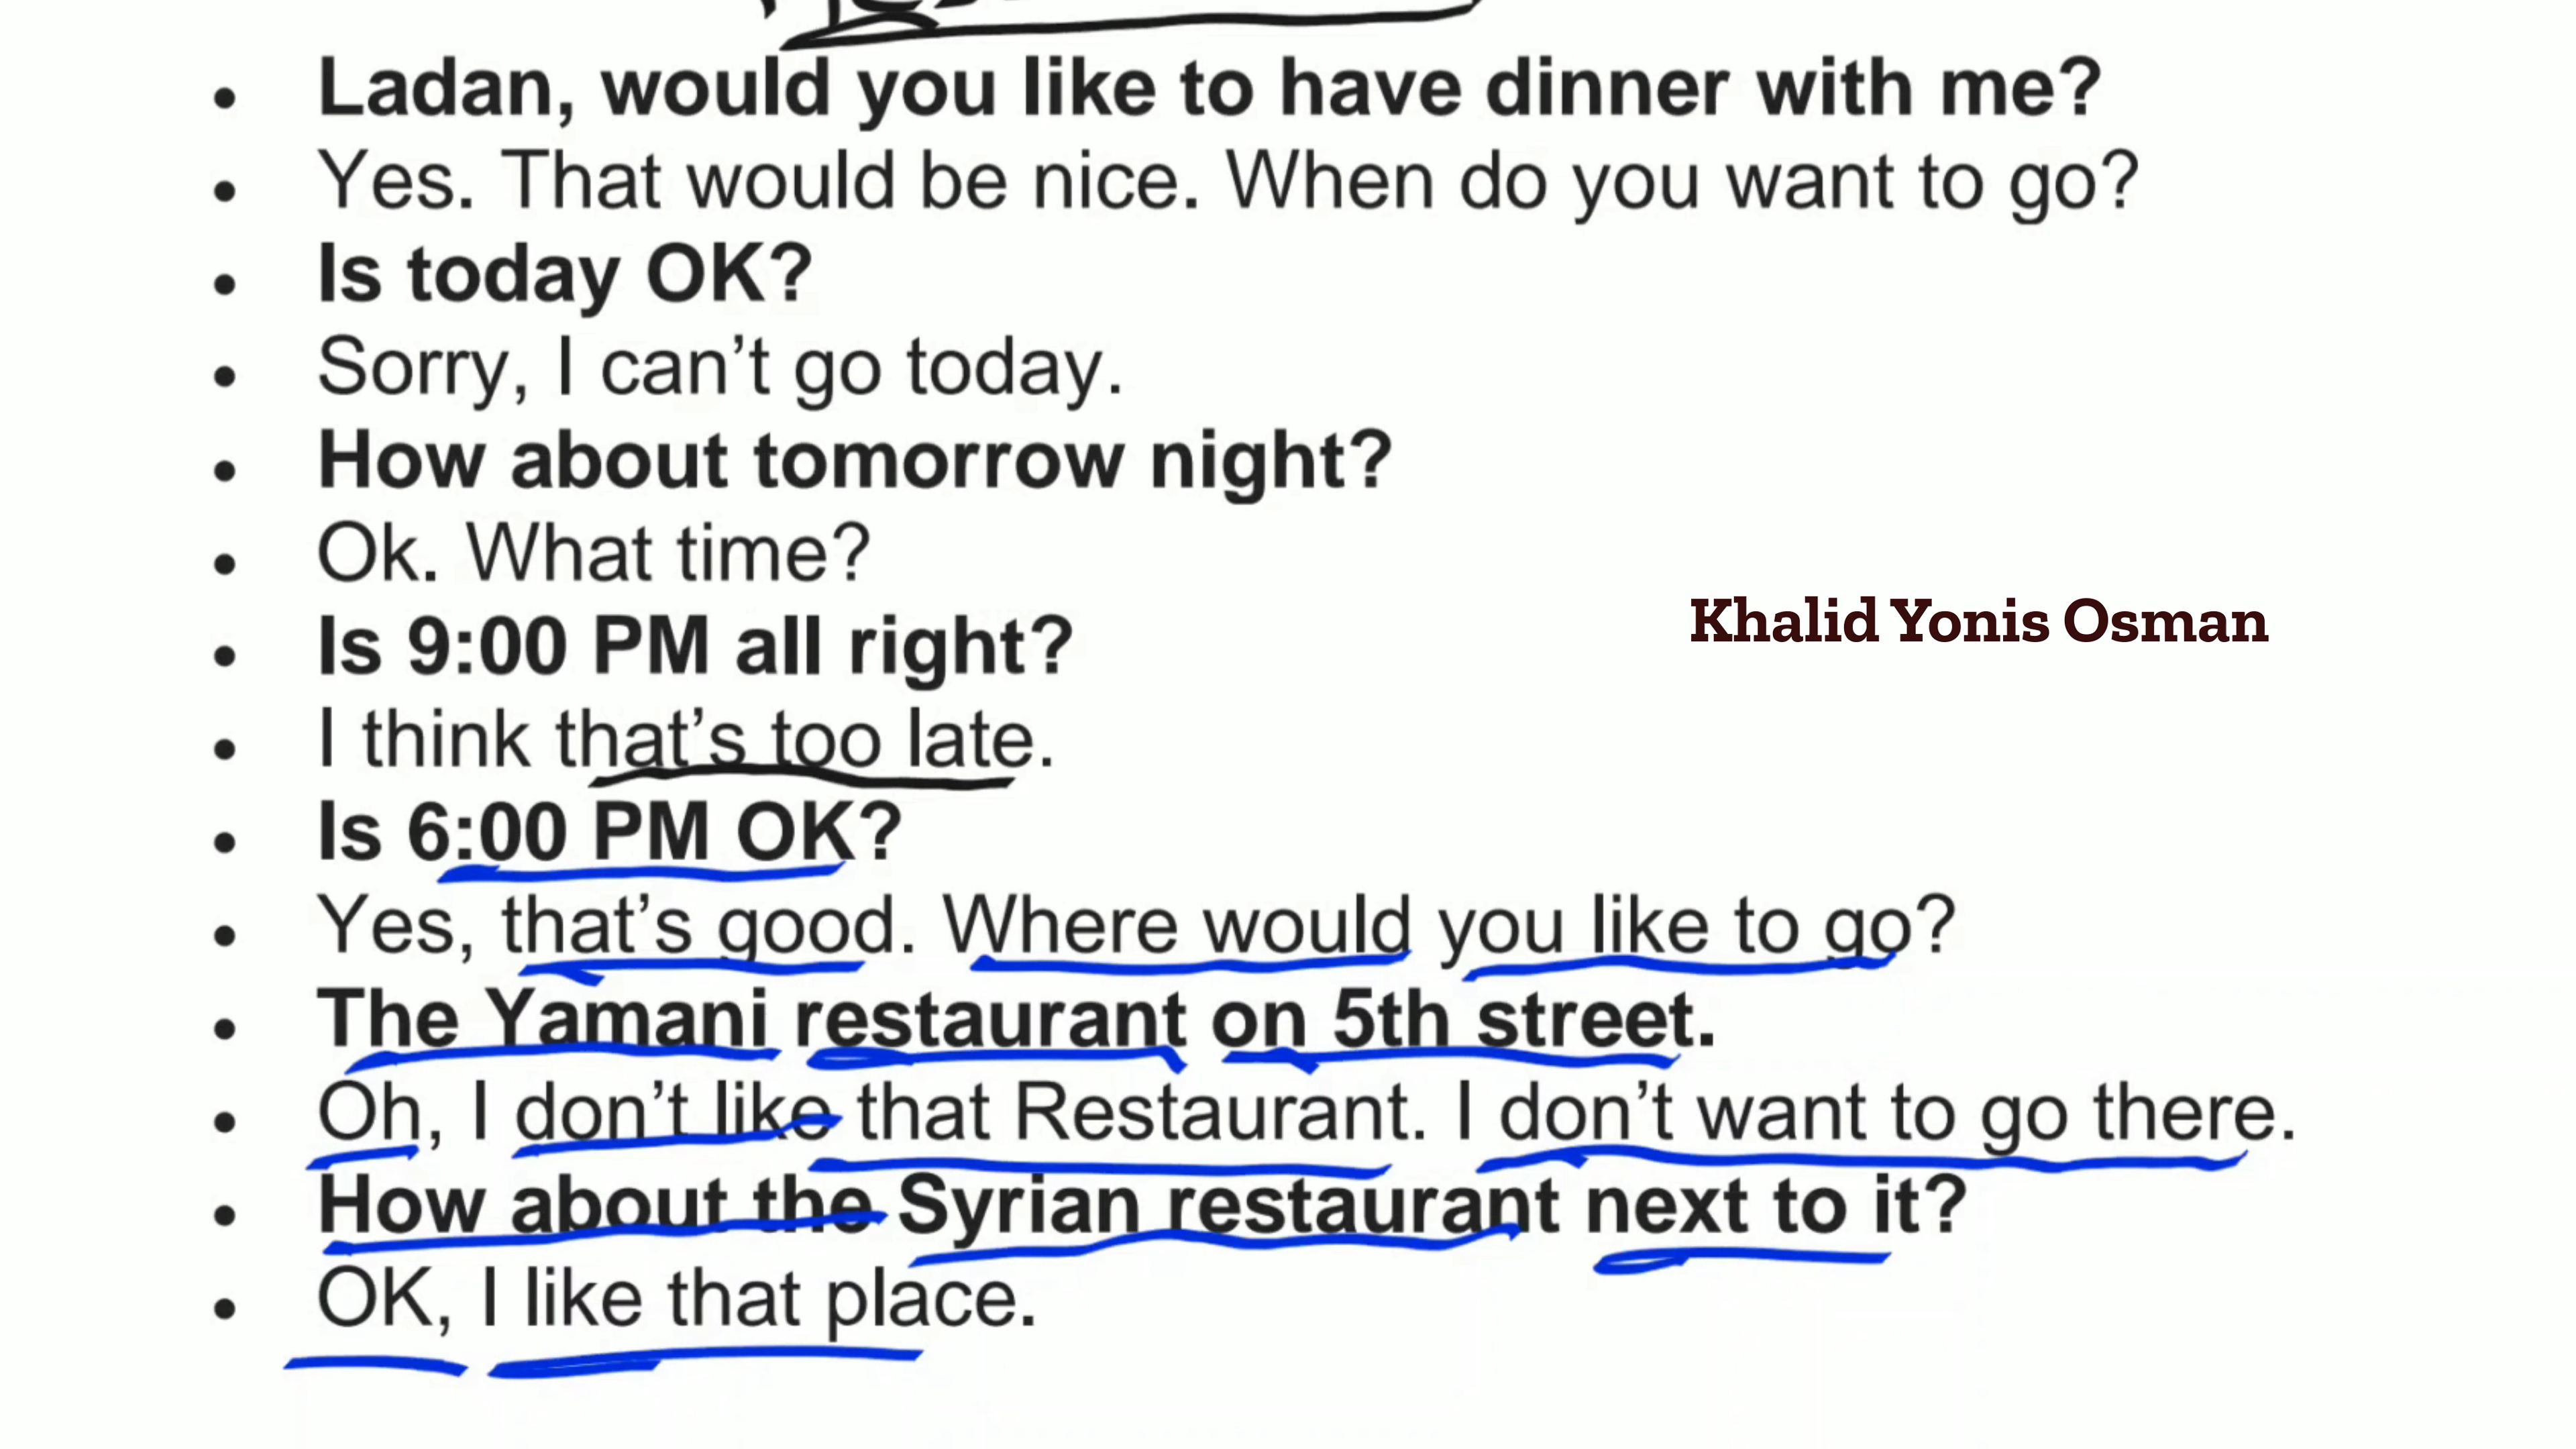 Ladan, would you like to have dinner with me?
Yes. That would be nice. When do you want to go?
Is today OK?
Sorry, I can’t go today.
How about tomorrow night?
Ok. What time?
Is 9:00 PM all right?
Khalid Yonis Osman
I think that’s too late.
Is 6:00 PM OK?
Yes, that’s good. Where would you like to go?
The Yamani restaurant on 5th street.
Oh, I don’t like that Restaurant. I don’t want to go there.
How about the Syrian restaurant next to it?
OK, I like that place.